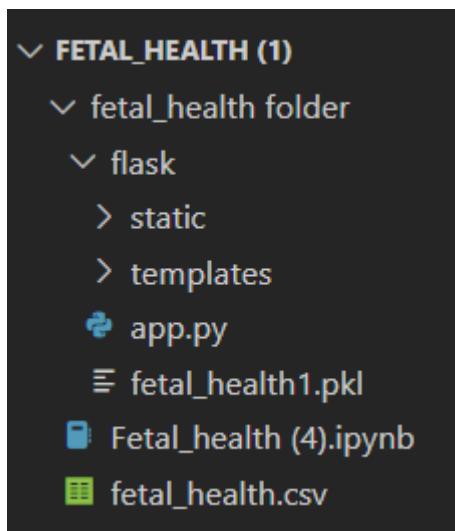 FETAL_HEALTH (1)
fetal_health folder
flask
static
templates
app.py
fetal_health1.pkl
Fetal_health (4).ipynb
fetal_health.csv